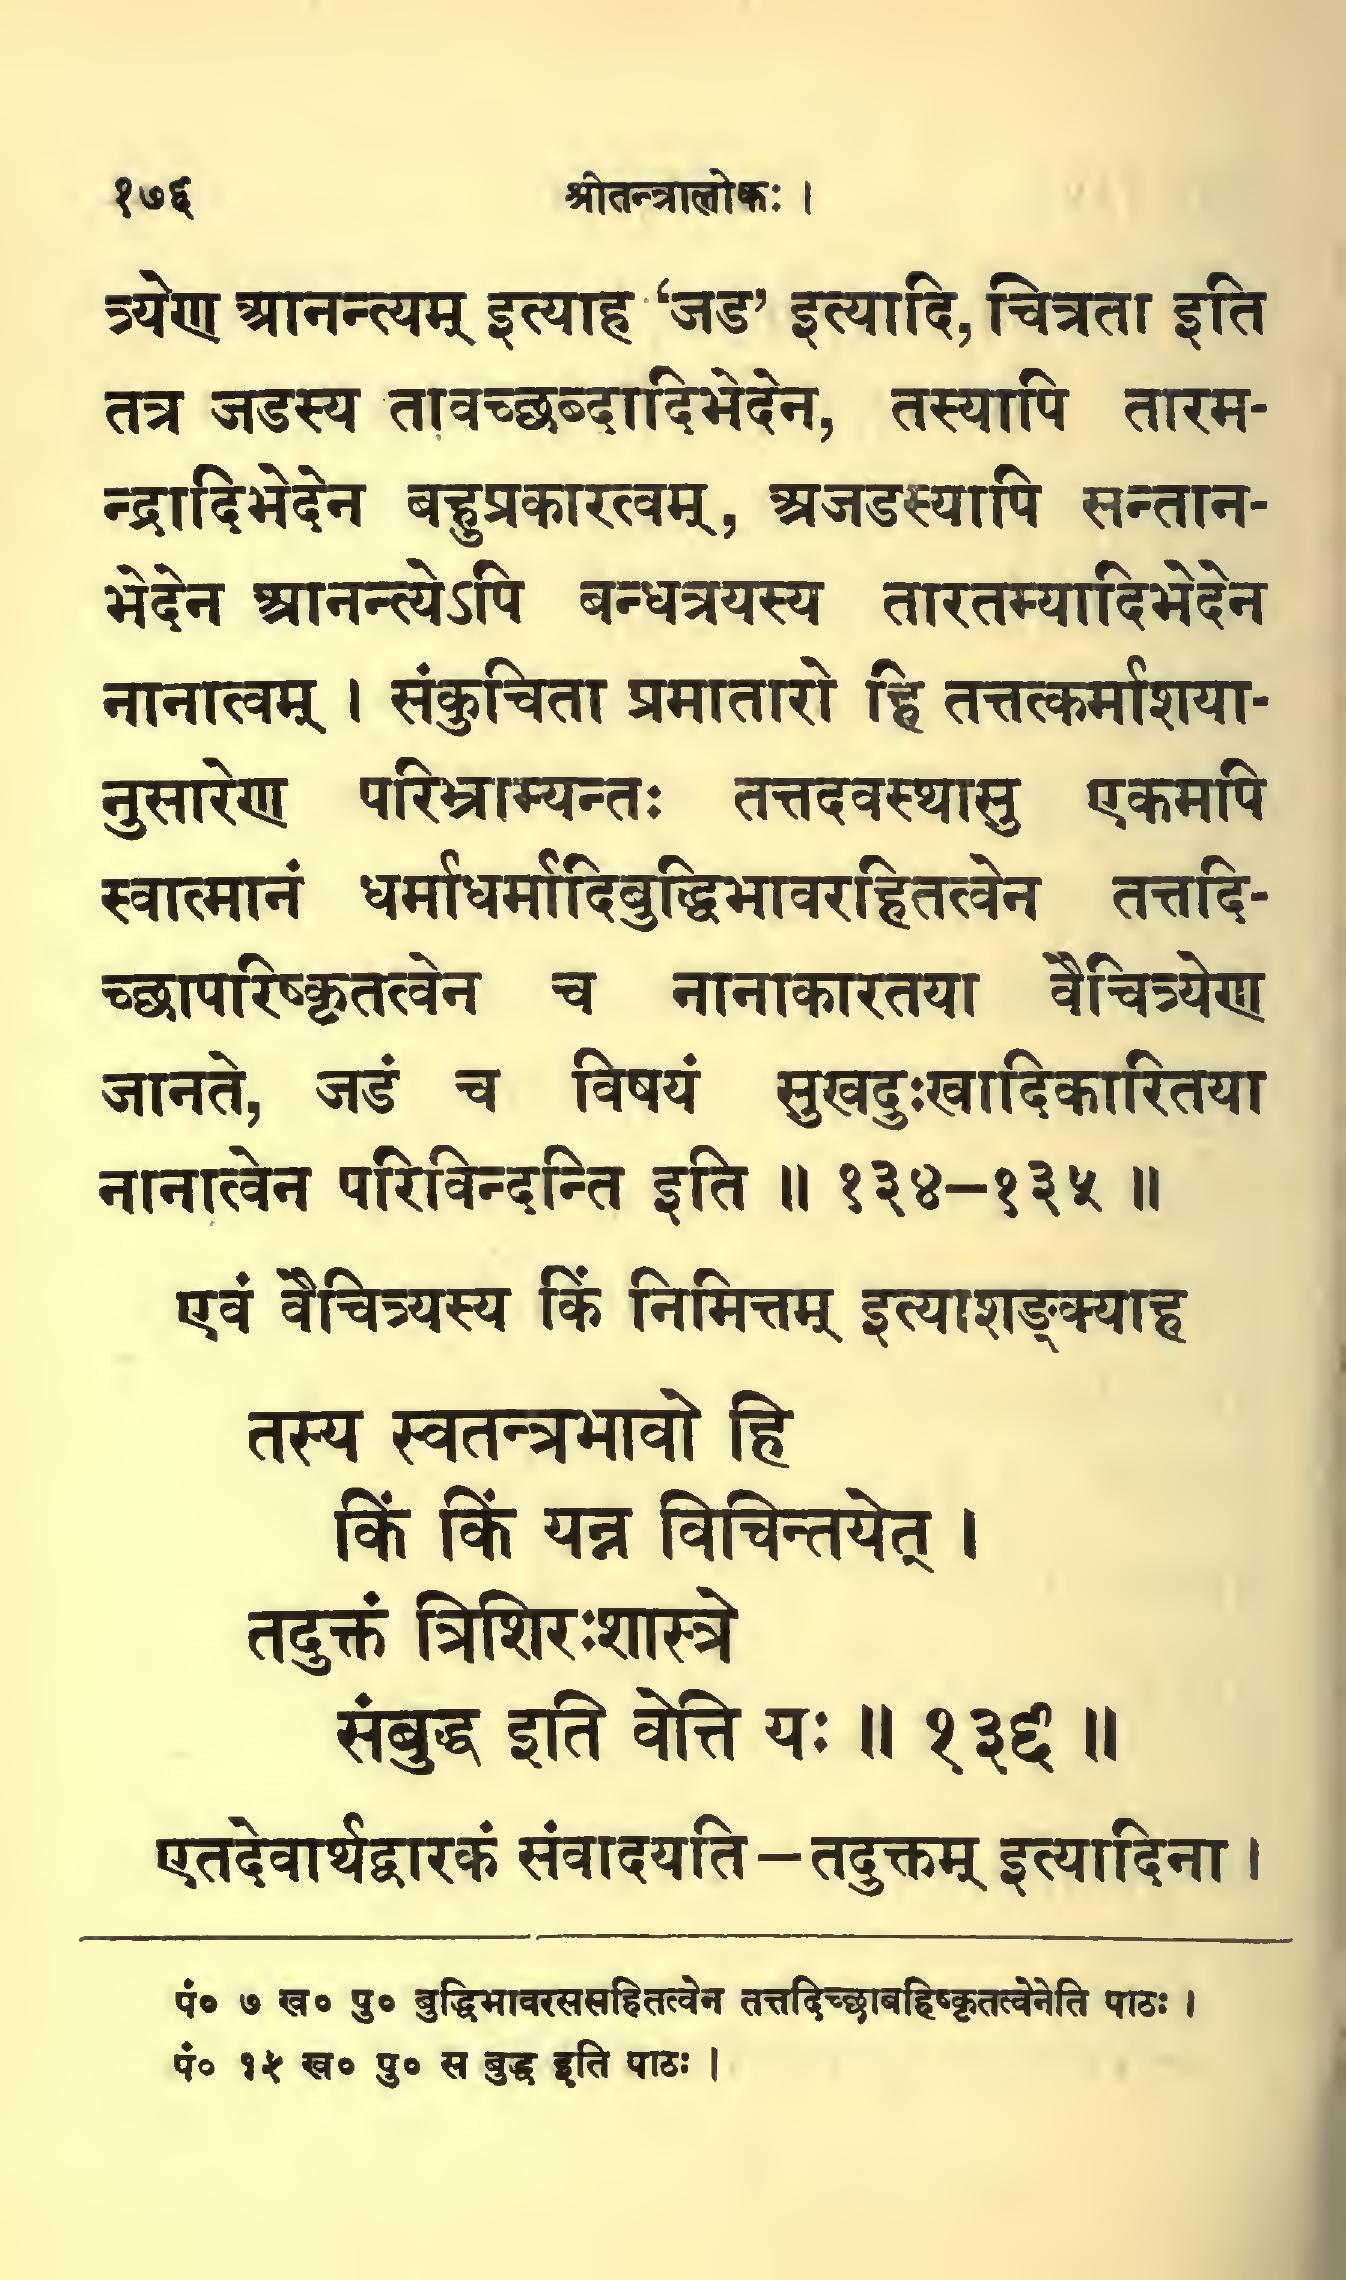 १७६
श्रीतन्त्रालोकः ।
त्र्येण आनन्त्यम् इत्याह ‘जड’ इत्यादि, चित्रता इति
तत्र जडस्य तावच्छब्दादिभेदेन, तस्यापि तारम-
न्द्रादिभेदेन बहुप्रकारत्वम्, अजडस्यापि सन्तान-
भेदेन आनन्त्येऽपि बन्धत्रयस्य तारतम्यादिभेदेन
नानात्वम् । संकुचिता प्रमातारो हि तत्तत्कर्माशया-
नुसारेण परिभ्राम्यन्तः तत्तदवस्थासु एकमपि
स्वात्मानं धर्माधर्मादिबुद्धिभावरहितत्वेन तत्तदि-
च्छापरिष्कृतत्वेन च नानाकारतया वैचित्र्येण
जानते, जडं च विषयं सुखदुःखादिकारितया
नानात्वेन परिविन्दन्ति इति ॥ १३४–१३५ ॥
एवं वैचित्र्यस्य किं निमित्तम् इत्याशङ्क्याह
तस्य स्वतन्त्रभावो हि
किं किं यन्न विचिन्तयेत् ।
तदुक्तं त्रिशिरःशास्त्रे
संबुद्ध इति वेत्ति यः ॥ १३६ ॥
एतदेवार्थद्वारकं संवादयति – तदुक्तम् इत्यादिना ।
पं० ७ ख० पु० बुद्धिभावरससहितत्वेन तत्तदिच्छाबहिष्कृतत्वेनेति पाठः ।
पं० १५ ख० पु० स बुद्ध इति पाठः ।